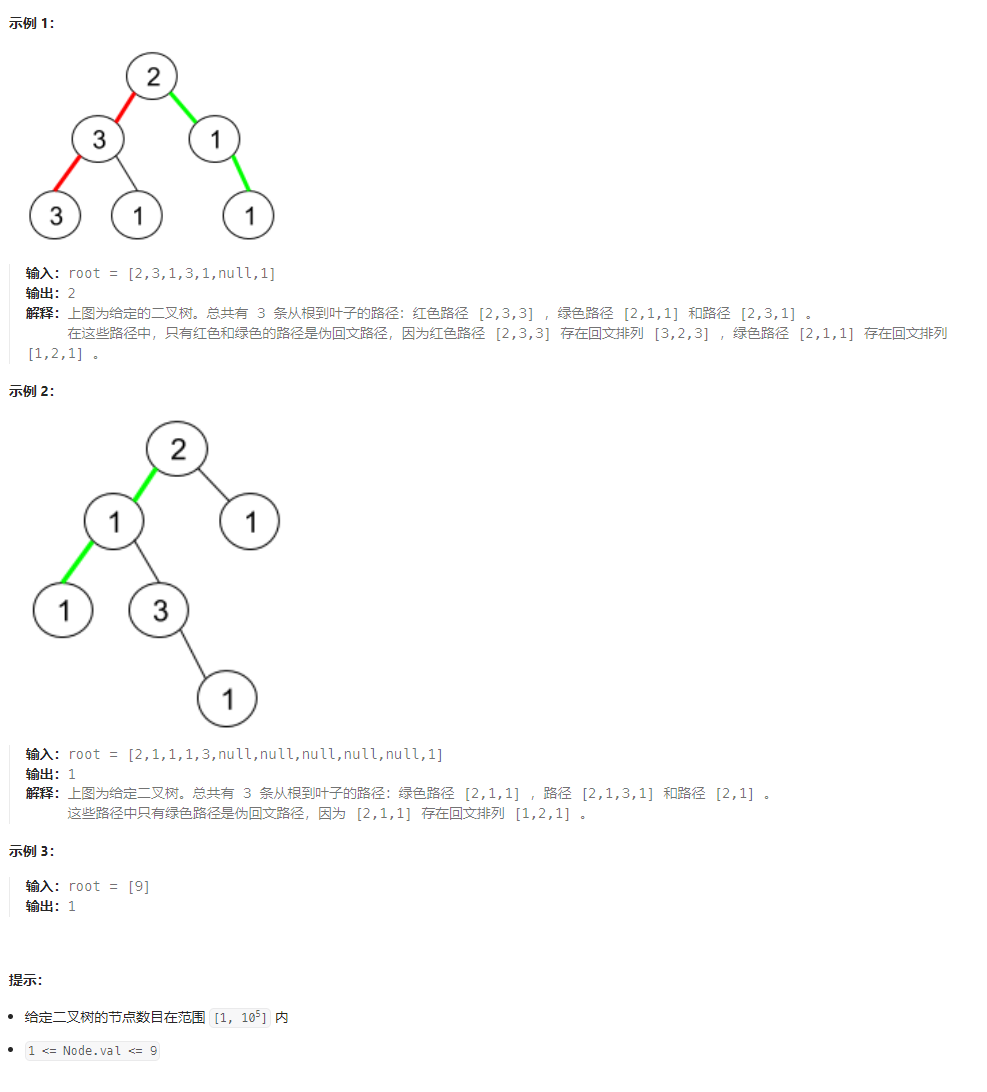 示例 1：
2
3 1
3 1 1
输入：root = [2,3,1,3,1,null,1]
输出：2
解释：上图为给定的二叉树。总共有 3 条从根到叶子的路径：红色路径 [2,3,3] ，绿色路径 [2,1,1] 和路径 [2,3,1] 。
在这些路径中，只有红色和绿色的路径是伪回文路径，因为红色路径 [2,3,3] 存在回文排列 [3,2,3] ，绿色路径 [2,1,1] 存在回文排列
[1,2,1] 。
示例 2：
2
1 1
1 3
1
输入：root = [2,1,1,1,3,null,null,null,null,null,1]
输出：1
解释：上图为给定二叉树。总共有 3 条从根到叶子的路径：绿色路径 [2,1,1] ，路径 [2,1,3,1] 和路径 [2,1] 。
这些路径中只有绿色路径是伪回文路径，因为 [2,1,1] 存在回文排列 [1,2,1] 。
示例 3：
输入：root = [9]
输出：1
提示：
• 给定二叉树的节点数目在范围 [1, 10⁵] 内
• 1 <= Node.val <= 9